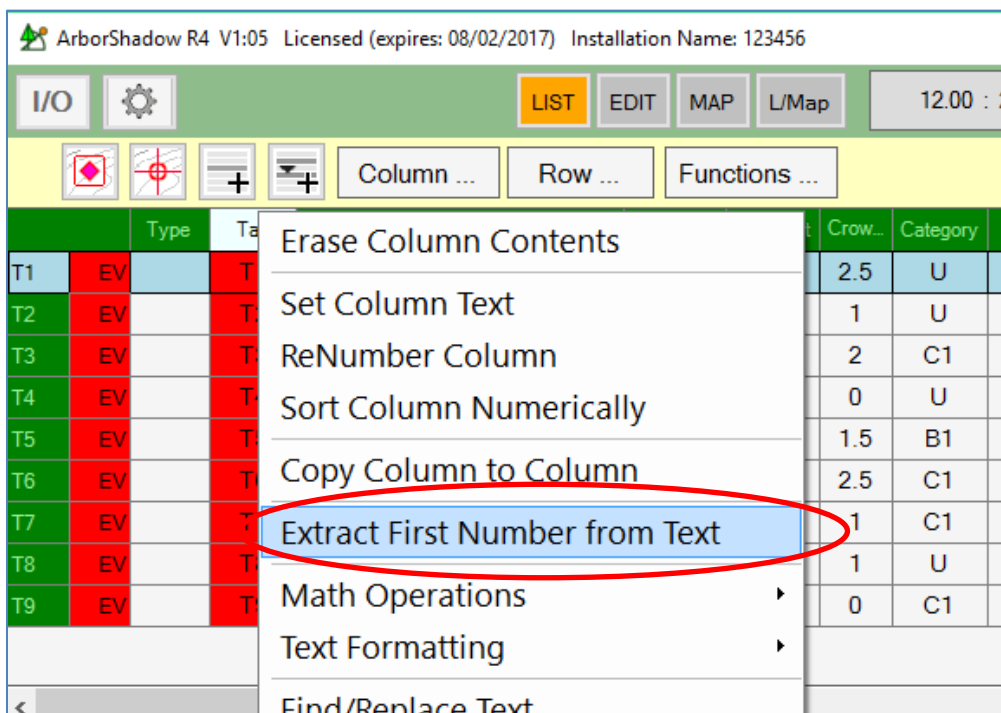 ArborShadow R4 V1:05 Licensed (expires: 08/02/2017) Installation Name: 123456
I/O LIST EDIT MAP L/Map 12.00 :
Column ... Row ... Functions ...
Type Ta t Crow... Category
T1 EV T 2.5 U
T2 EV T 1 U
T3 EV T 2 C1
T4 EV T 0 U
T5 EV T 1.5 B1
T6 EV T 2.5 C1
T7 EV 1 C1
T8 EV T 1 U
T9 EV T 0 C1
Erase Column Contents
Set Column Text
ReNumber Column
Sort Column Numerically
Copy Column to Column
Extract First Number from Text
Math Operations
Text Formatting
Find/Replace Text